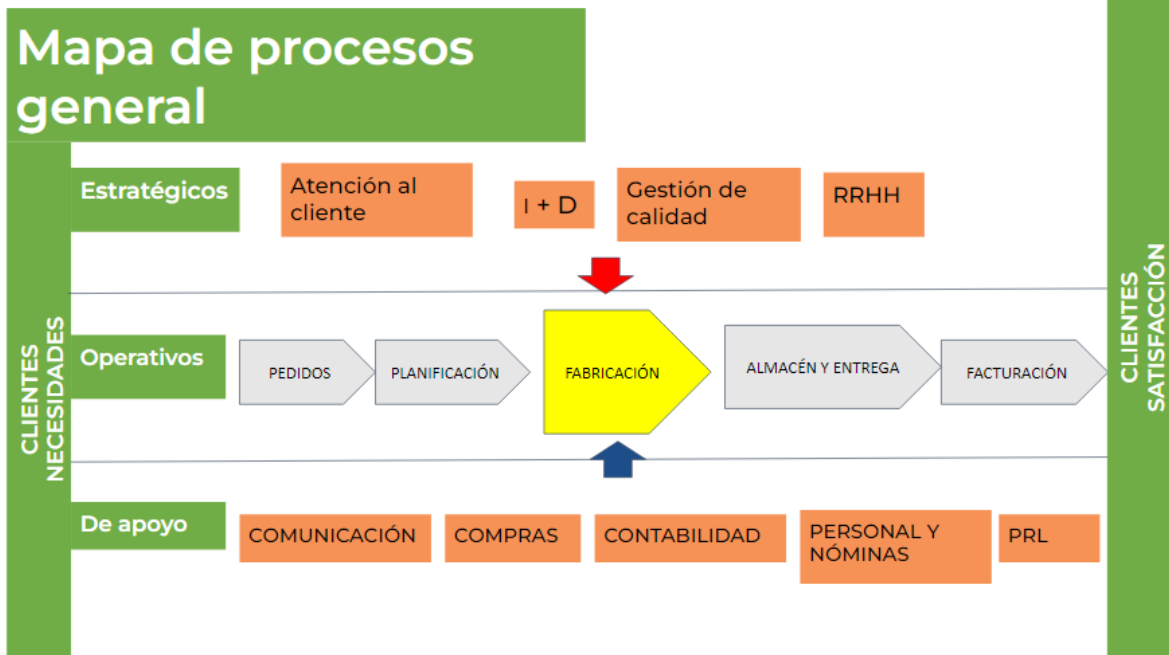 Mapa de procesos
general
Estratégicos
Atención al
cliente
I + D
Gestión de
calidad
RRHH
CLIENTES
NECESIDADES
Operativos
PEDIDOS
PLANIFICACIÓN
FABRICACIÓN
ALMACÉN Y ENTREGA
FACTURACIÓN
CLIENTES
SATISFACCIÓN
De apoyo
COMUNICACIÓN
COMPRAS
CONTABILIDAD
PERSONAL Y
NÓMINAS
PRL